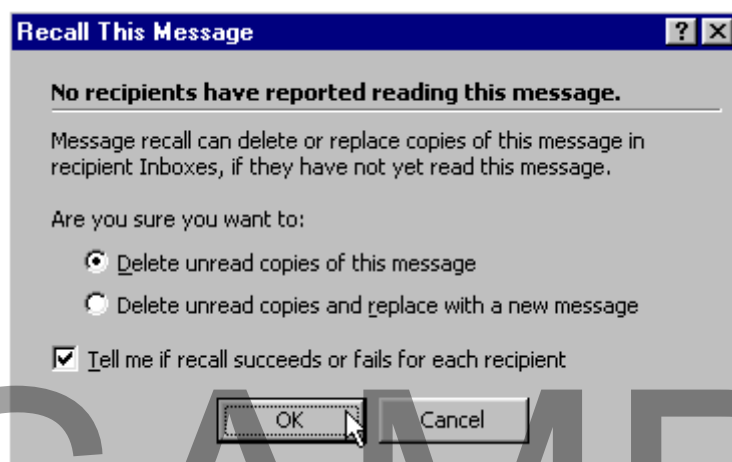 Recall This Message
No recipients have reported reading this message.
Message recall can delete or replace copies of this message in
recipient Inboxes, if they have not yet read this message.
Are you sure you want to:
Delete unread copies of this message
Delete unread copies and replace with a new message
Tell me if recall succeeds or fails for each recipient
OK Cancel